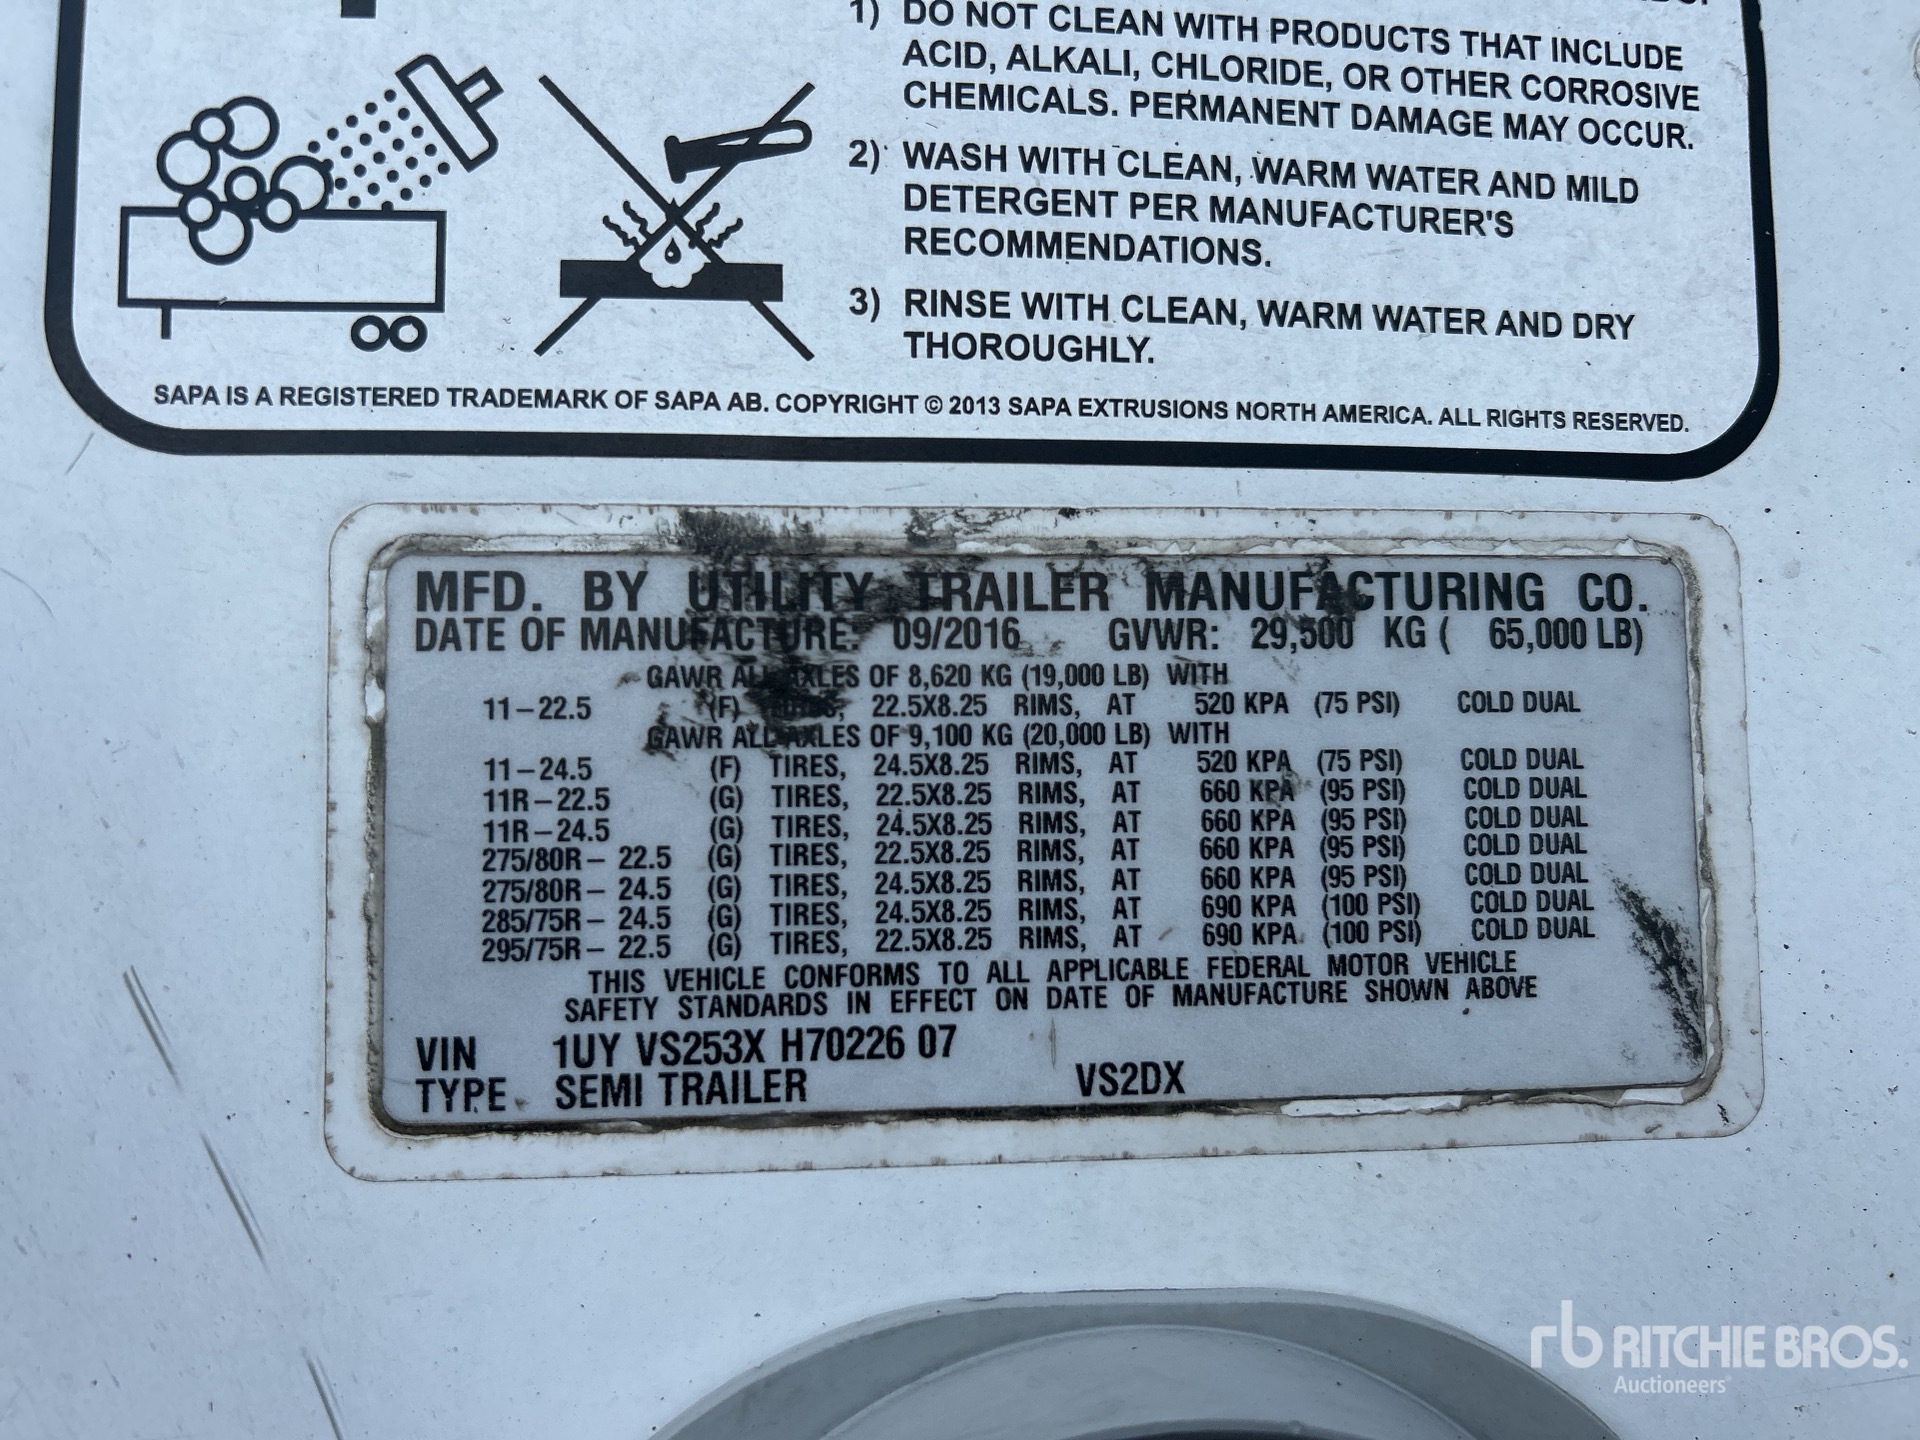 1) DO NOT CLEAN WITH PRODUCTS THAT INCLUDE
ACID, ALKALI, CHLORIDE, OR OTHER CORROSIVE
CHEMICALS. PERMANENT DAMAGE MAY OCCUR.
2) WASH WITH CLEAN, WARM WATER AND MILD
DETERGENT PER MANUFACTURER'S
RECOMMENDATIONS.
3) RINSE WITH CLEAN, WARM WATER AND DRY
THOROUGHLY.
SAPA IS A REGISTERED TRADEMARK OF SAPA AB. COPYRIGHT © 2013 SAPA EXTRUSIONS NORTH AMERICA. ALL RIGHTS RESERVED.
MFD. BY UTILITY TRAILER MANUFACTURING CO.
DATE OF MANUFACTURE: 09/2016 GVWR: 29,500 KG ( 65,000 LB)
GAWR ALL AXLES OF 8,620 KG (19,000 LB) WITH
11-22.5 (F) TIRES, 22.5X8.25 RIMS, AT 520 KPA (75 PSI) COLD DUAL
GAWR ALL AXLES OF 9,100 KG (20,000 LB) WITH
11-24.5 (F) TIRES, 24.5X8.25 RIMS, AT 520 KPA (75 PSI) COLD DUAL
11R-22.5 (G) TIRES, 22.5X8.25 RIMS, AT 660 KPA (95 PSI) COLD DUAL
11R-24.5 (G) TIRES, 24.5X8.25 RIMS, AT 660 KPA (95 PSI) COLD DUAL
275/80R- 22.5 (G) TIRES, 22.5X8.25 RIMS, AT 660 KPA (95 PSI) COLD DUAL
275/80R- 24.5 (G) TIRES, 24.5X8.25 RIMS, AT 660 KPA (95 PSI) COLD DUAL
285/75R- 24.5 (G) TIRES, 24.5X8.25 RIMS, AT 690 KPA (100 PSI) COLD DUAL
295/75R- 22.5 (G) TIRES, 22.5X8.25 RIMS, AT 690 KPA (100 PSI) COLD DUAL
THIS VEHICLE CONFORMS TO ALL APPLICABLE FEDERAL MOTOR VEHICLE
SAFETY STANDARDS IN EFFECT ON DATE OF MANUFACTURE SHOWN ABOVE
VIN 1UY VS253X H70226 07
TYPE SEMI TRAILER VS2DX
rb RITCHIE BROS.
Auctioneers